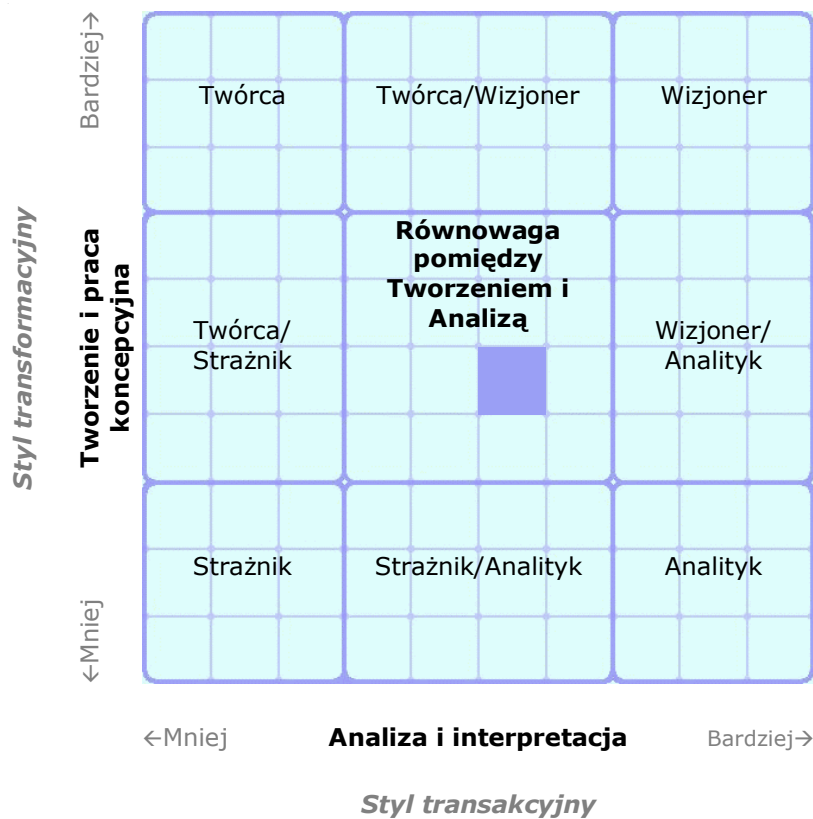 Bardziej→
Twórca
Twórca/Wizjoner
Wizjoner
Styl transformacyjny
Tworzenie i praca
koncepcyjna
Równowaga
pomiędzy
Tworzeniem i
Analizą
Twórca/
Strażnik
Wizjoner/
Analityk
Strażnik
Strażnik/Analityk
Analityk
←Mniej
←Mniej
Analiza i interpretacja
Bardziej→
Styl transakcyjny